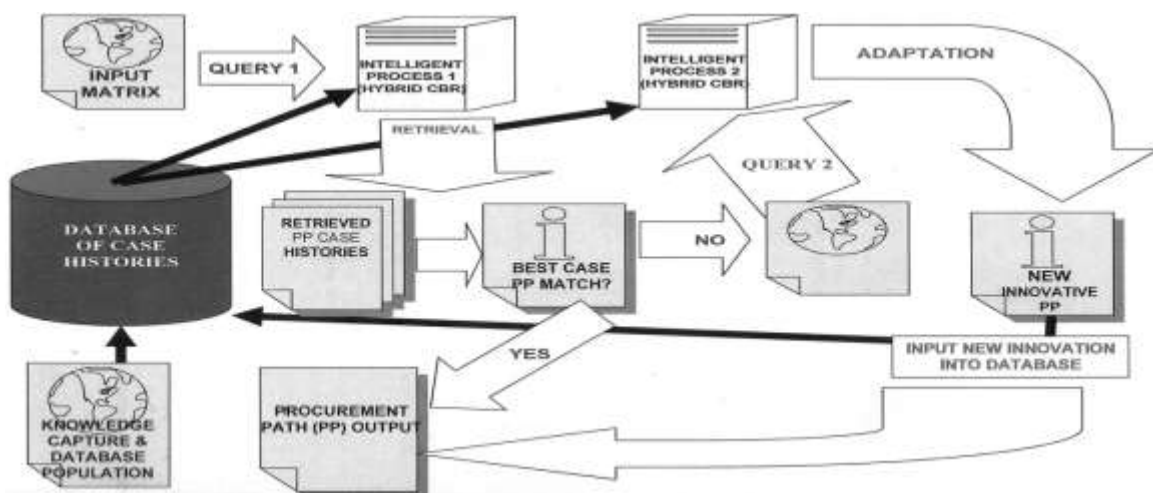 INPUT
MATRIX
QUERY 1
INTELLIGENT
PROCESS 1
(HYBRID CBR)
INTELLIGENT
PROCESS 2
(HYBRID CBR)
ADAPTATION
RETRIEVAL
QUERY 2
DATABASE
OF CASE
HISTORIES
RETRIEVED
PP CASE
HISTORIES
BEST CASE
PP MATCH?
NO
NEW
INNOVATIVE
PP
YES
INPUT NEW INNOVATION
INTO DATABASE
KNOWLEDGE
CAPTURE &
DATABASE
POPULATION
PROCUREMENT
PATH (PP) OUTPUT